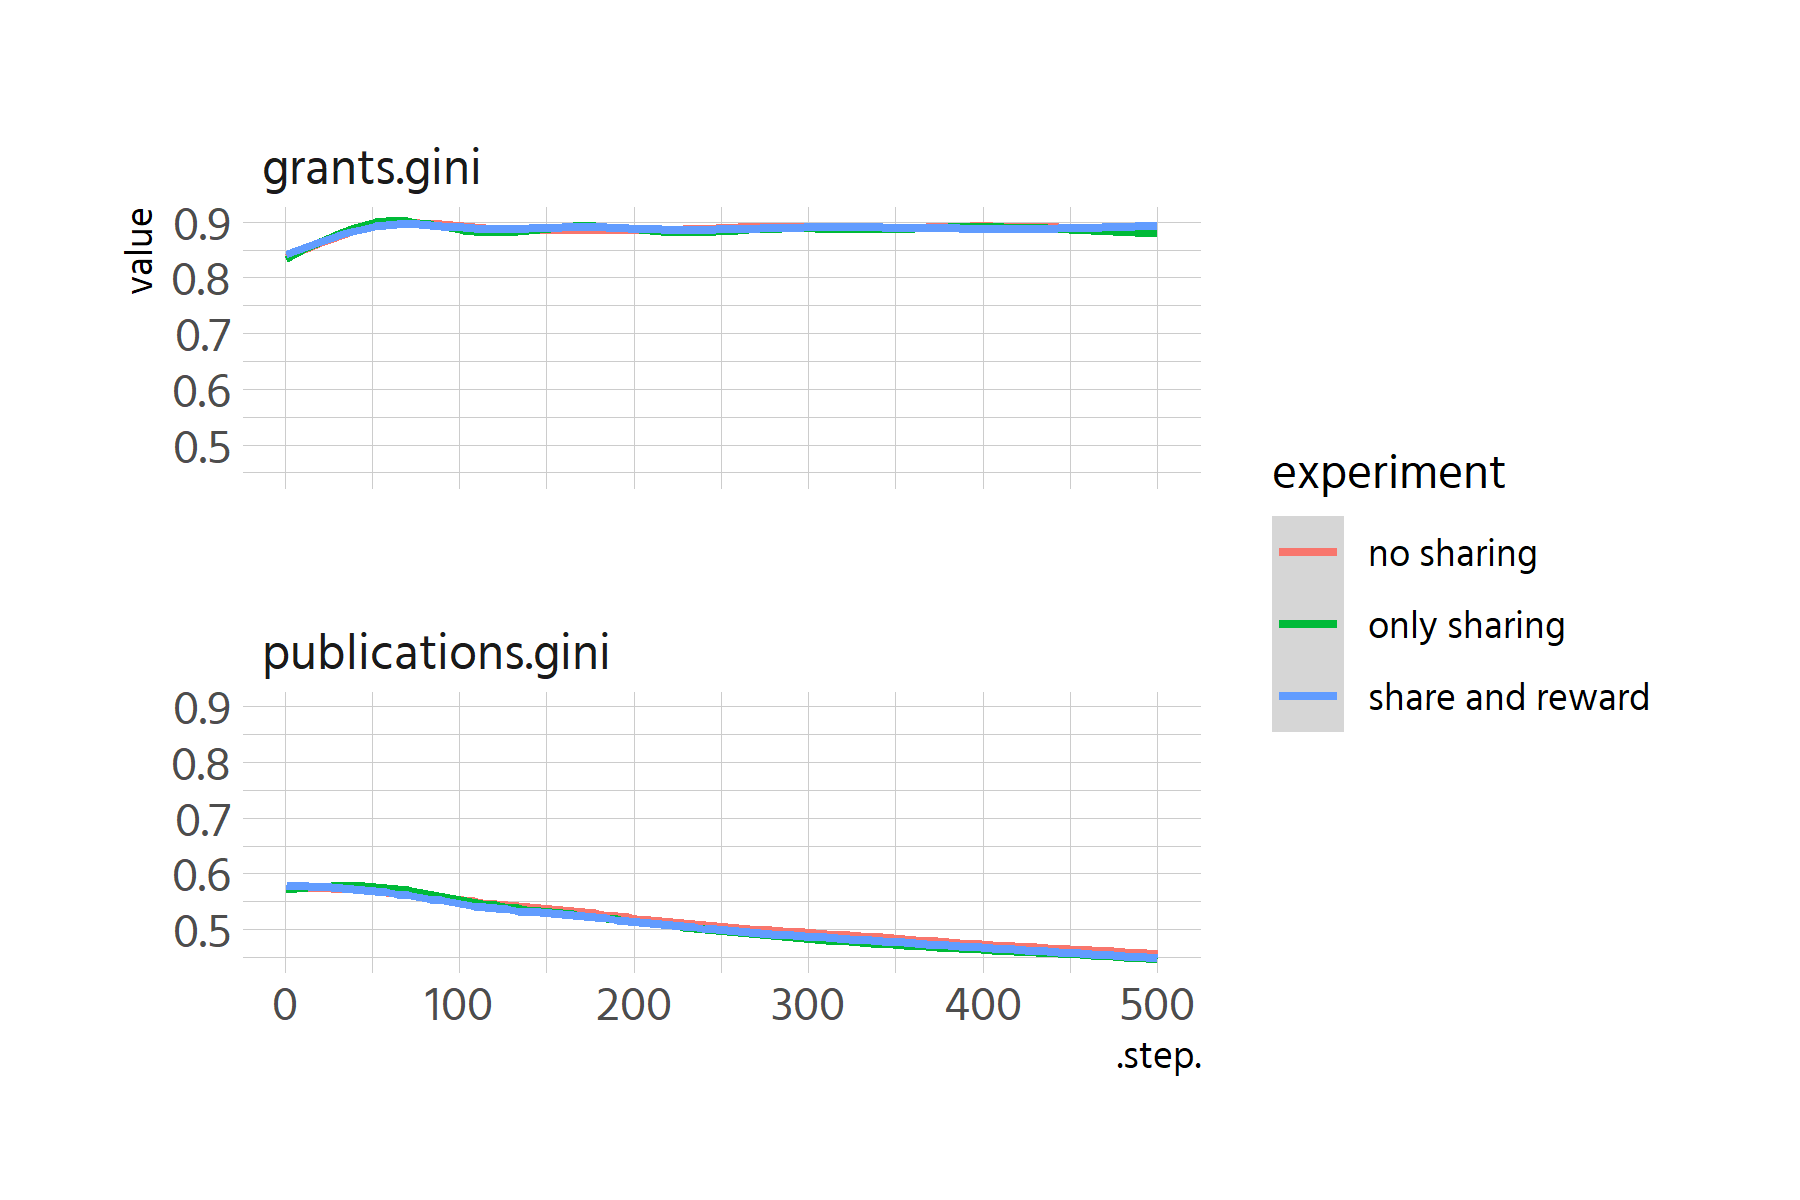 grants.gini
value
0.9
0.8
0.7
0.6
0.5
publications.gini
0.9
0.8
0.7
0.6
0.5
0 100 200 300 400 500
.step.
experiment
no sharing
only sharing
share and reward